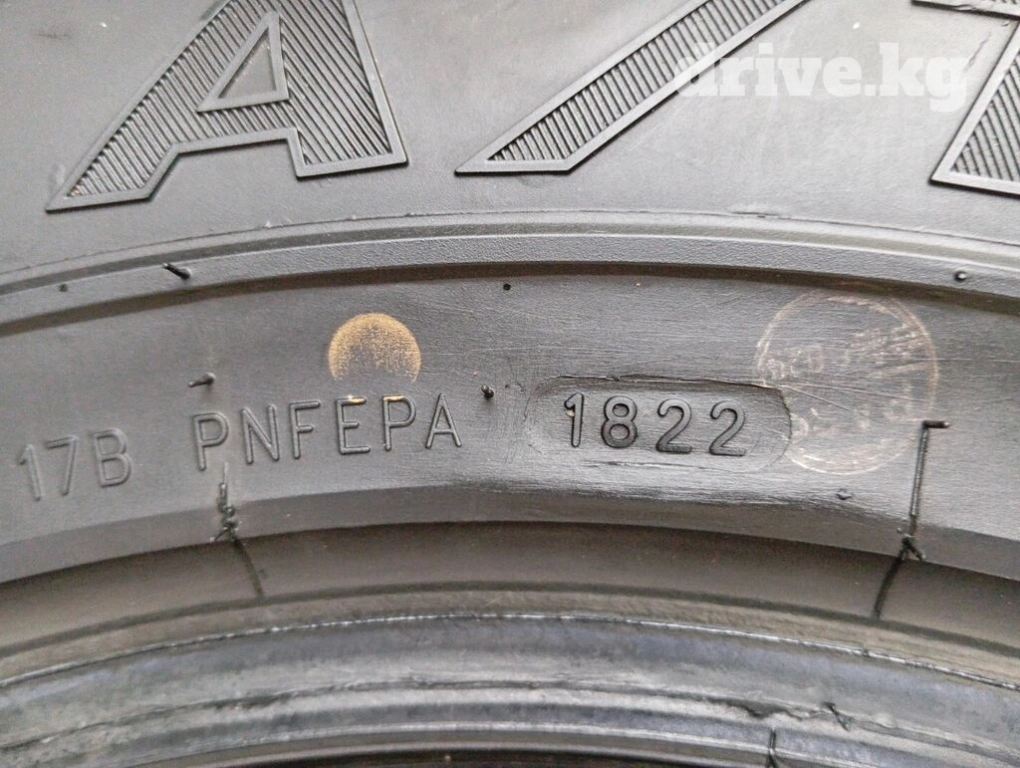 drive.kg
A/T
17B PNFEPA 1822